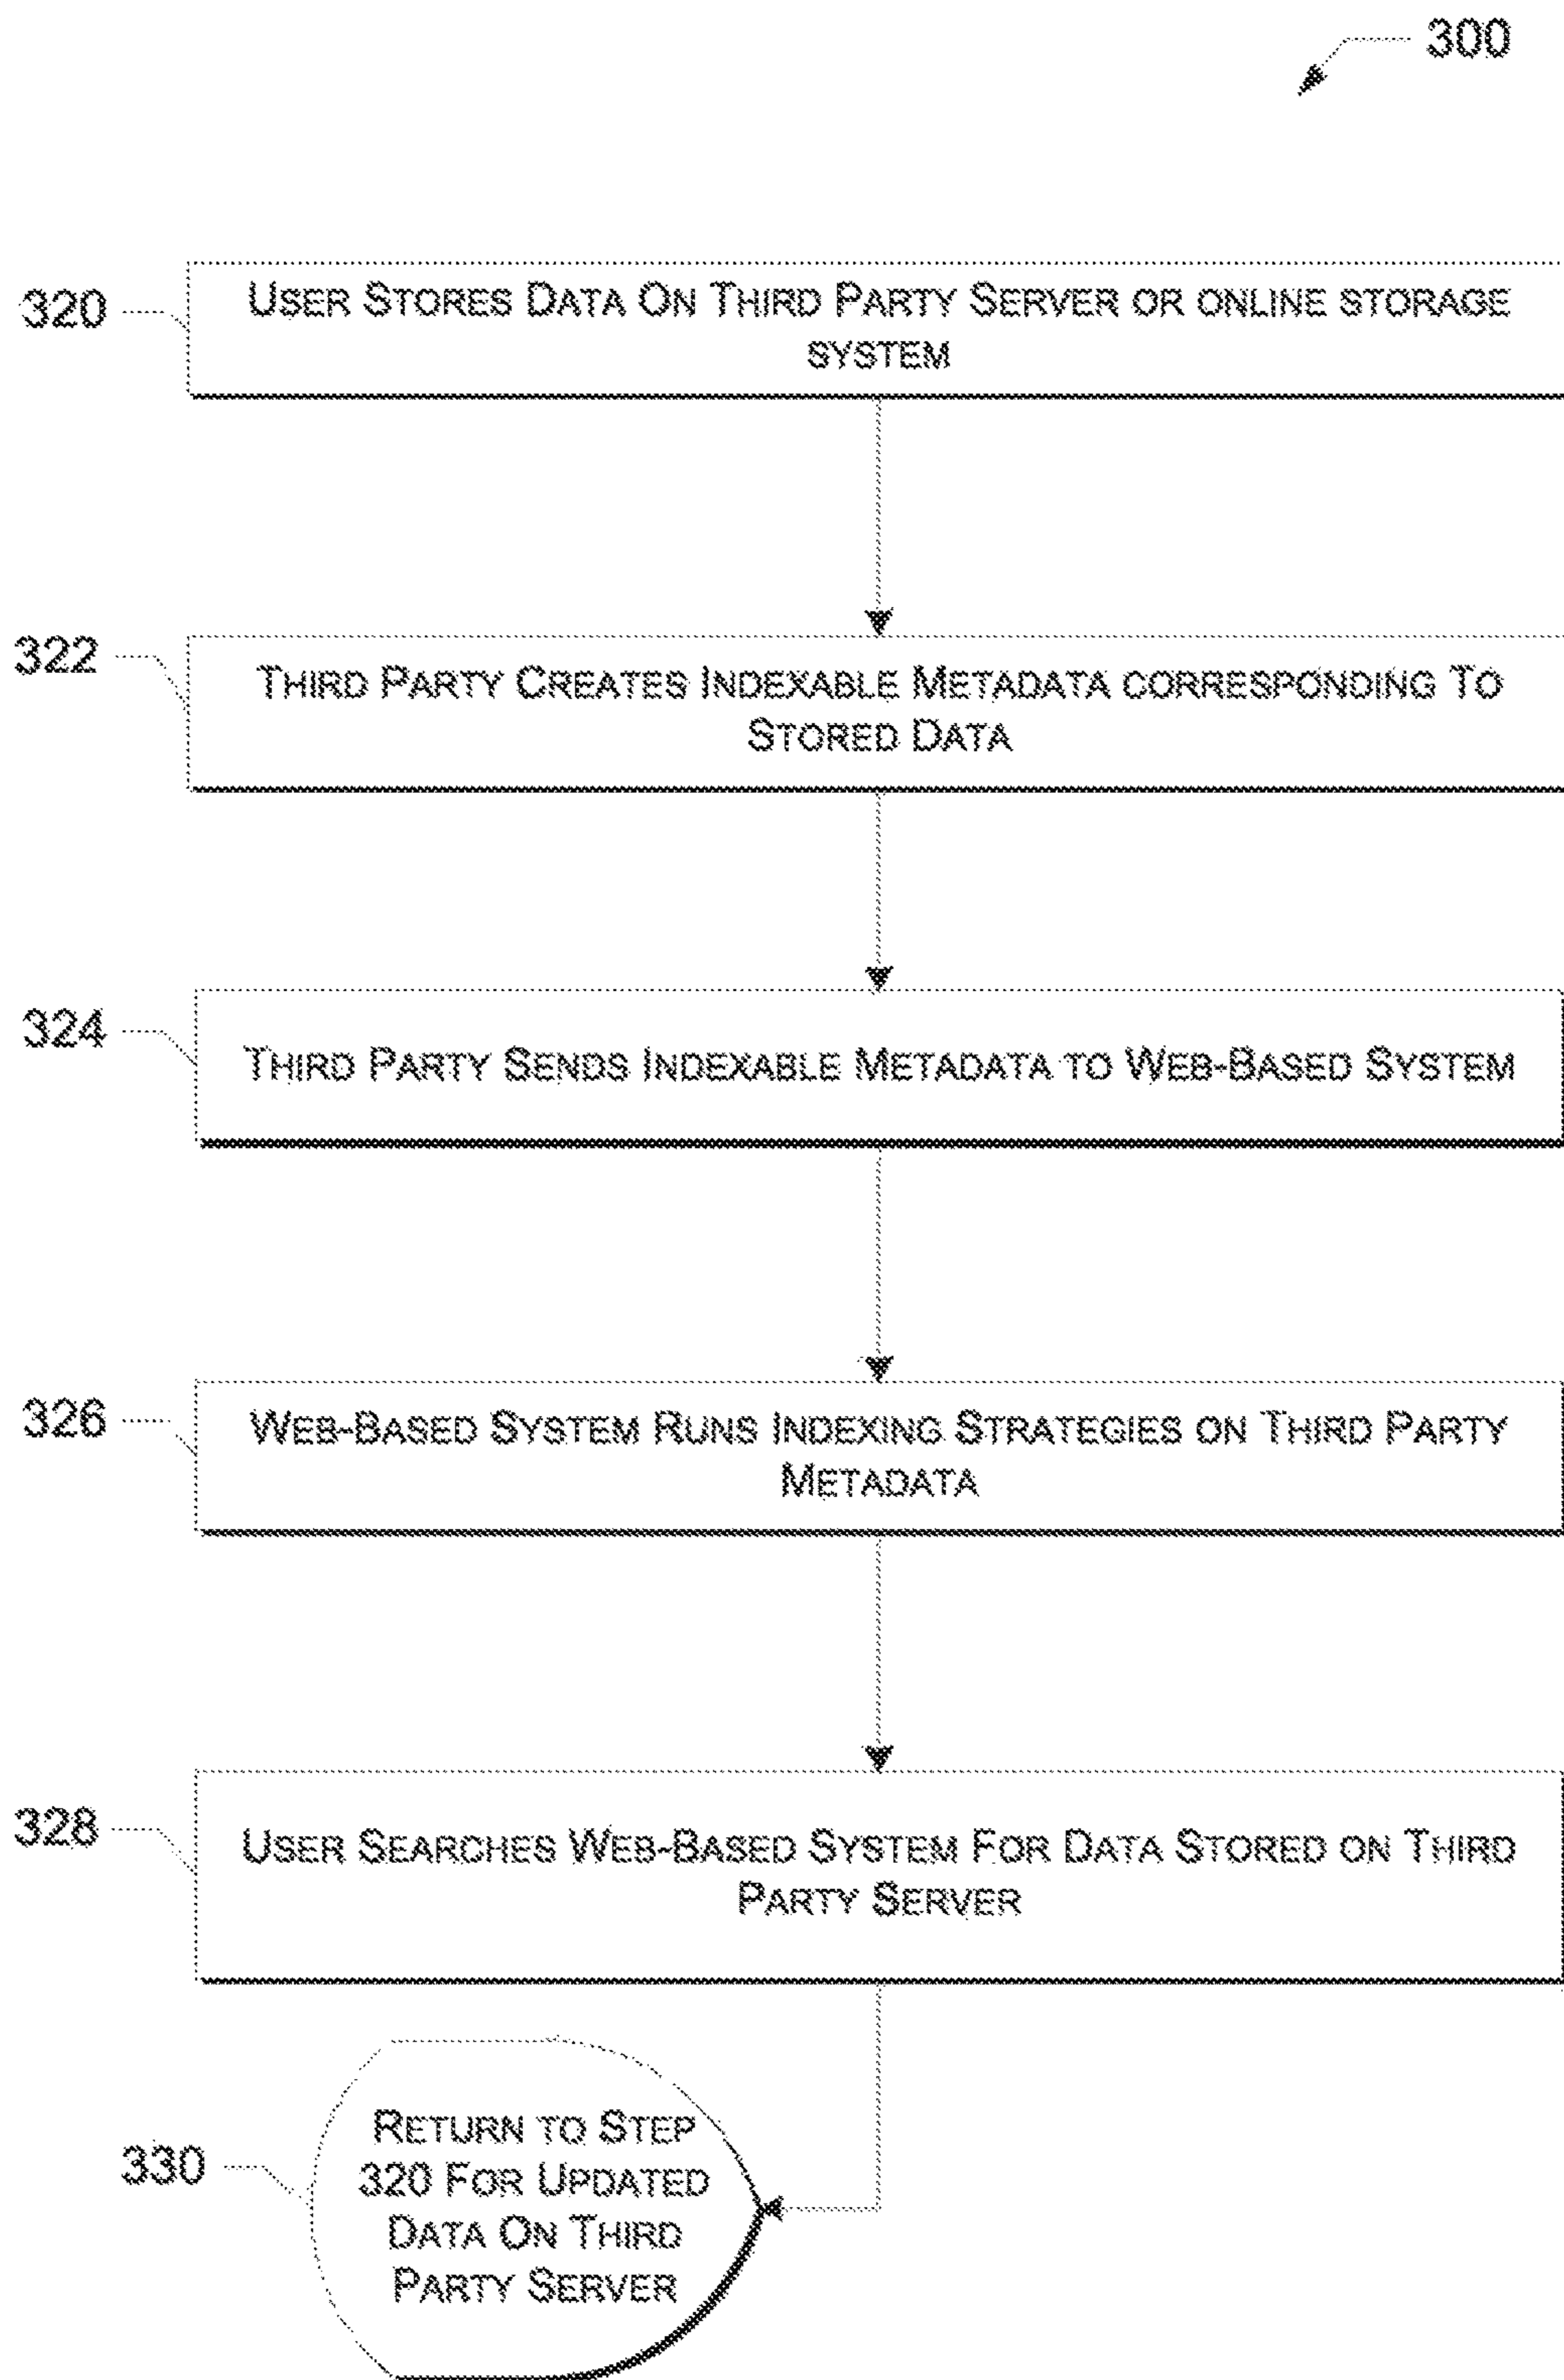 300
320
USER STORES DATA ON THIRD PARTY SERVER OR ONLINE STORAGE
SYSTEM
322
THIRD PARTY CREATES INDEXABLE METADATA CORRESPONDING TO
STORED DATA
324
THIRD PARTY SENDS INDEXABLE METADATA TO WEB-BASED SYSTEM
326
WEB-BASED SYSTEM RUNS INDEXING STRATEGIES ON THIRD PARTY
METADATA
328
USER SEARCHES WEB-BASED SYSTEM FOR DATA STORED ON THIRD
PARTY SERVER
330
RETURN TO STEP
320 FOR UPDATED
DATA ON THIRD
PARTY SERVER